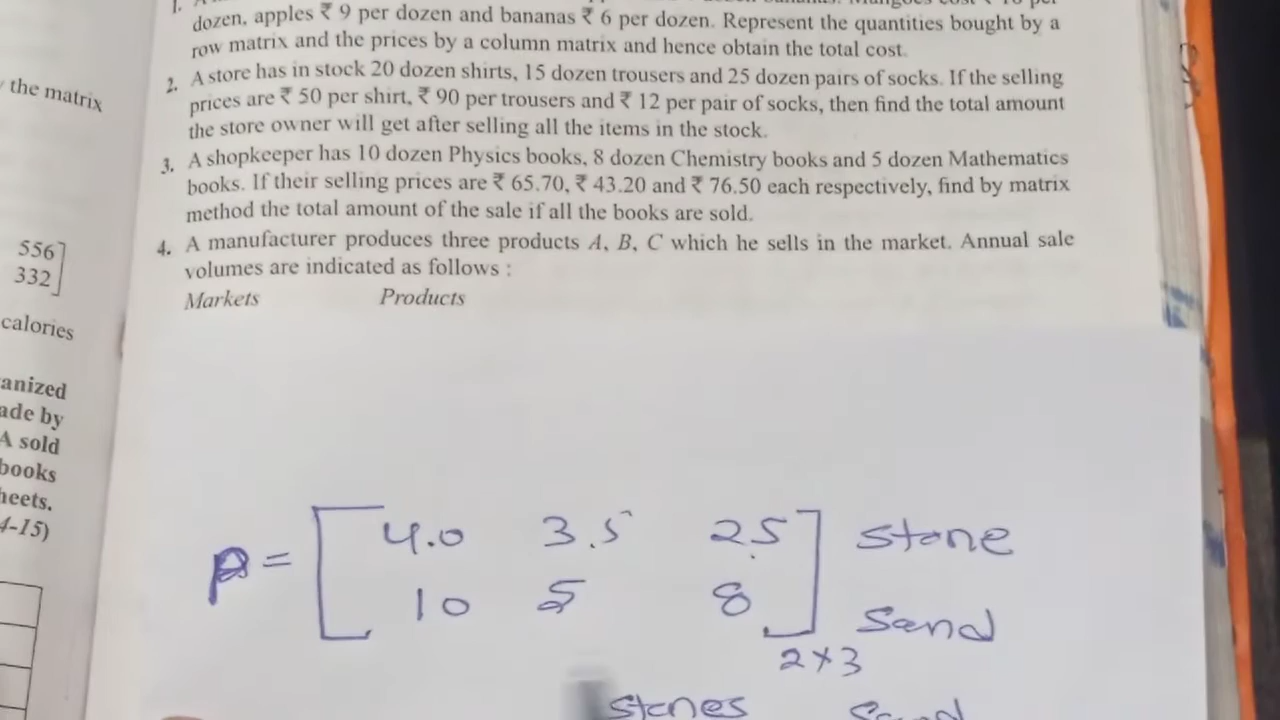 dozen, apples ₹ 9 per dozen and bananas ₹ 6 per dozen. Represent the quantities bought by a
row matrix and the prices by a column matrix and hence obtain the total cost.
2. A store has in stock 20 dozen shirts, 15 dozen trousers and 25 dozen pairs of socks. If the selling
prices are ₹ 50 per shirt, ₹ 90 per trousers and ₹ 12 per pair of socks, then find the total amount
the store owner will get after selling all the items in the stock.
3. A shopkeeper has 10 dozen Physics books, 8 dozen Chemistry books and 5 dozen Mathematics
books. If their selling prices are ₹ 65.70, ₹ 43.20 and ₹ 76.50 each respectively, find by matrix
method the total amount of the sale if all the books are sold.
4. A manufacturer produces three products A, B, C which he sells in the market. Annual sale
volumes are indicated as follows :
Markets Products
the matrix
556
332
calories
anized
ade by
A sold
books
heets.
4-15)
P = [ 4.0 3.5 2.5 ] stone
10 5 8 sand
2×3
stones sand